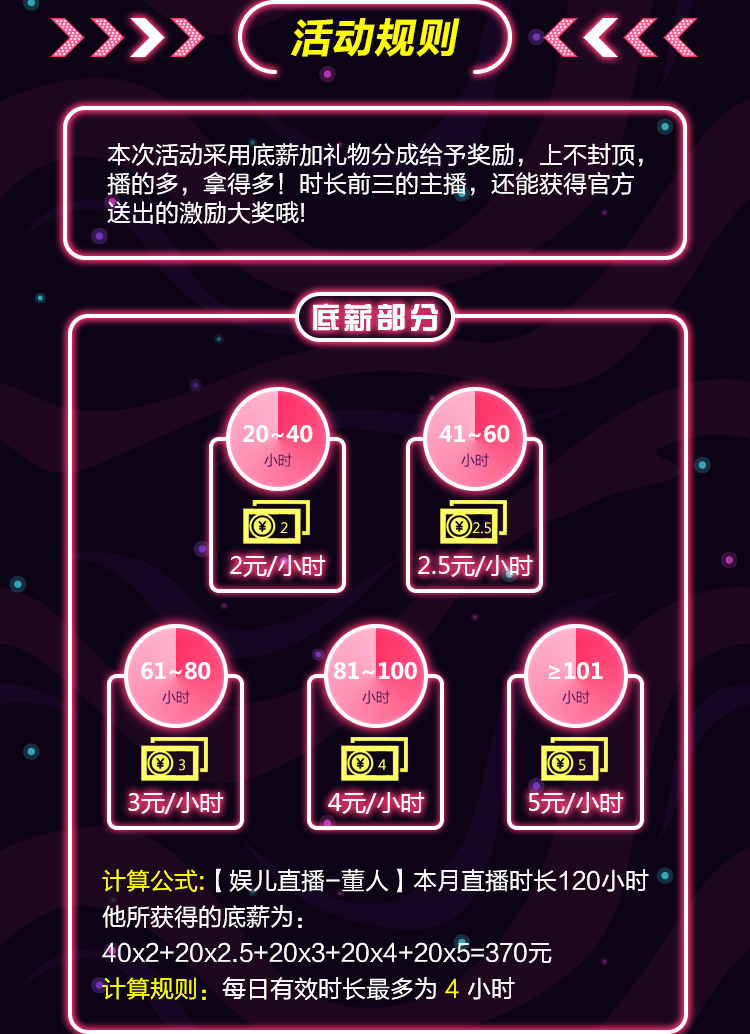 活动规则
本次活动采用底薪加礼物分成给予奖励，上不封顶，
播的多，拿得多！时长前三的主播，还能获得官方
送出的激励大奖哦!
底薪部分
20~40
小时
¥ 2
2元/小时
41~60
小时
¥ 2.5
2.5元/小时
61~80
小时
¥ 3
3元/小时
81~100
小时
¥ 4
4元/小时
≥101
小时
¥ 5
5元/小时
计算公式:【娱儿直播-董人】本月直播时长120小时
他所获得的底薪为：
40x2+20x2.5+20x3+20x4+20x5=370元
计算规则：每日有效时长最多为 4 小时